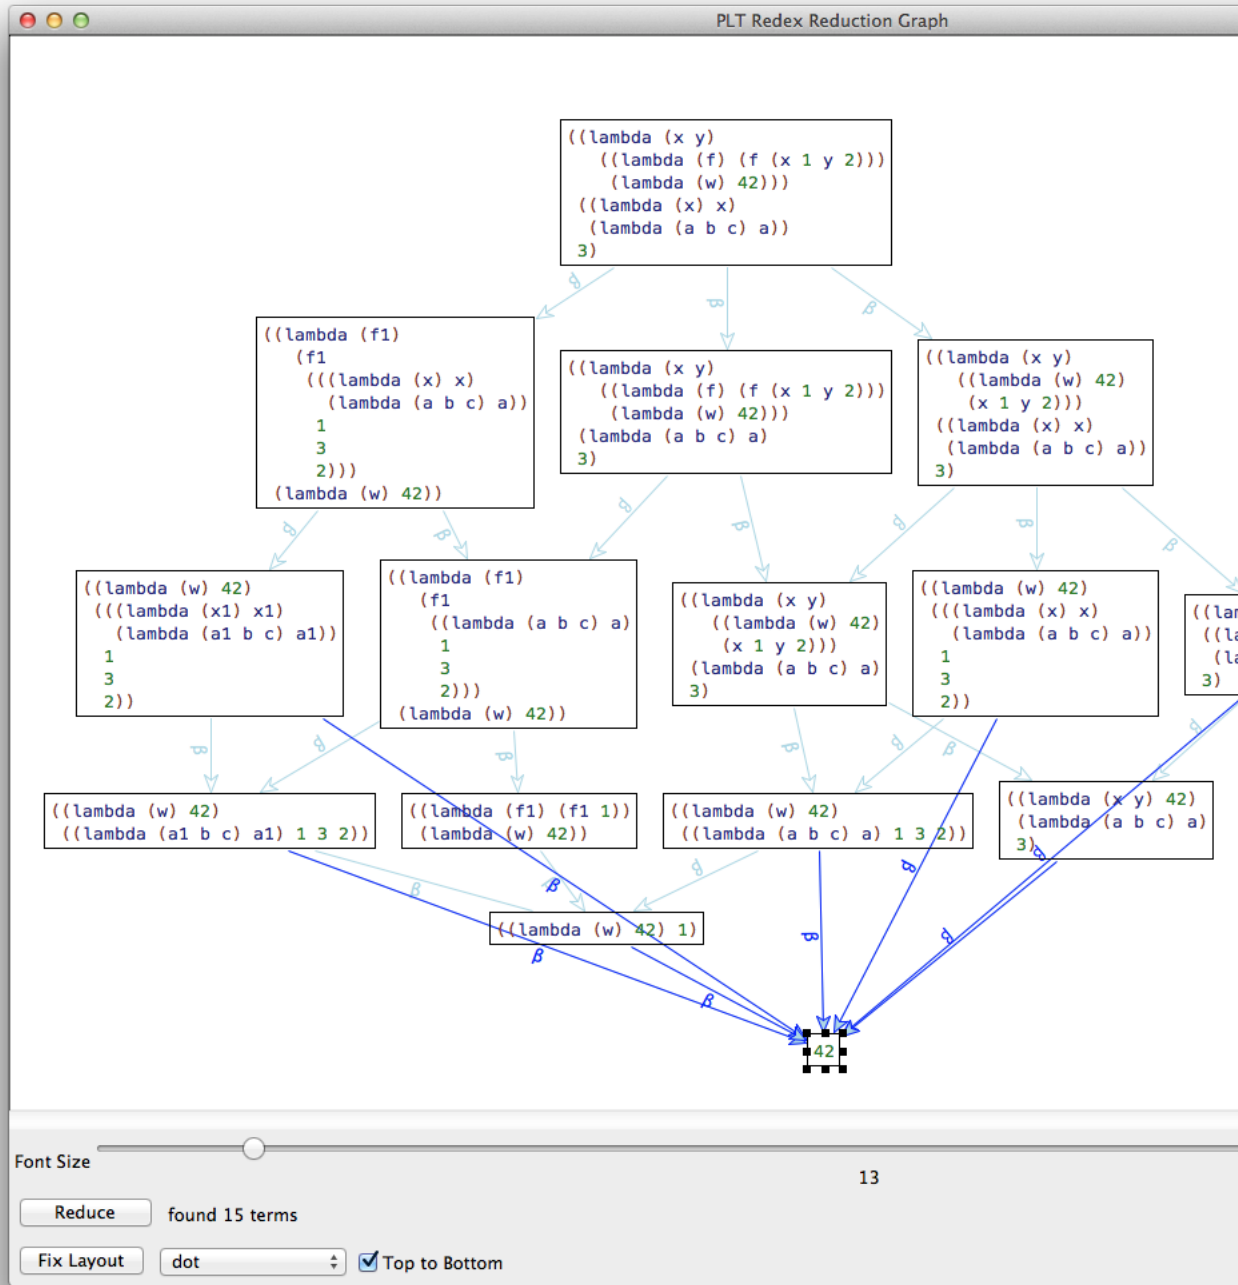 PLT Redex Reduction Graph
((lambda (x y)
((lambda (f) (f (x 1 y 2)))
(lambda (w) 42)))
((lambda (x) x)
(lambda (a b c) a))
3)
β
β
β
((lambda (f1)
(f1
(((lambda (x) x)
(lambda (a b c) a))
1
3
2)))
(lambda (w) 42))
((lambda (x y)
((lambda (f) (f (x 1 y 2)))
(lambda (w) 42)))
(lambda (a b c) a)
3)
((lambda (x y)
((lambda (w) 42)
(x 1 y 2)))
((lambda (x) x)
(lambda (a b c) a))
3)
β
β
β
β
β
β
β
((lambda (w) 42)
(((lambda (x1) x1)
(lambda (a1 b c) a1))
1
3
2))
((lambda (f1)
(f1
((lambda (a b c) a)
1
3
2)))
(lambda (w) 42))
((lambda (x y)
((lambda (w) 42)
(x 1 y 2)))
(lambda (a b c) a)
3)
((lambda (w) 42)
(((lambda (x) x)
(lambda (a b c) a))
1
3
2))
3)
β
β
β
β
β
β
β
((lambda (w) 42)
((lambda (a1 b c) a1) 1 3 2))
((lambda (f1) (f1 1))
(lambda (w) 42))
((lambda (w) 42)
((lambda (a b c) a) 1 3 2))
((lambda (x y) 42)
(lambda (a b c) a)
3)
β
β
β
β
β
((lambda (w) 42) 1)
β
β
β
β
42
Font Size
13
Reduce
found 15 terms
Fix Layout
dot
Top to Bottom